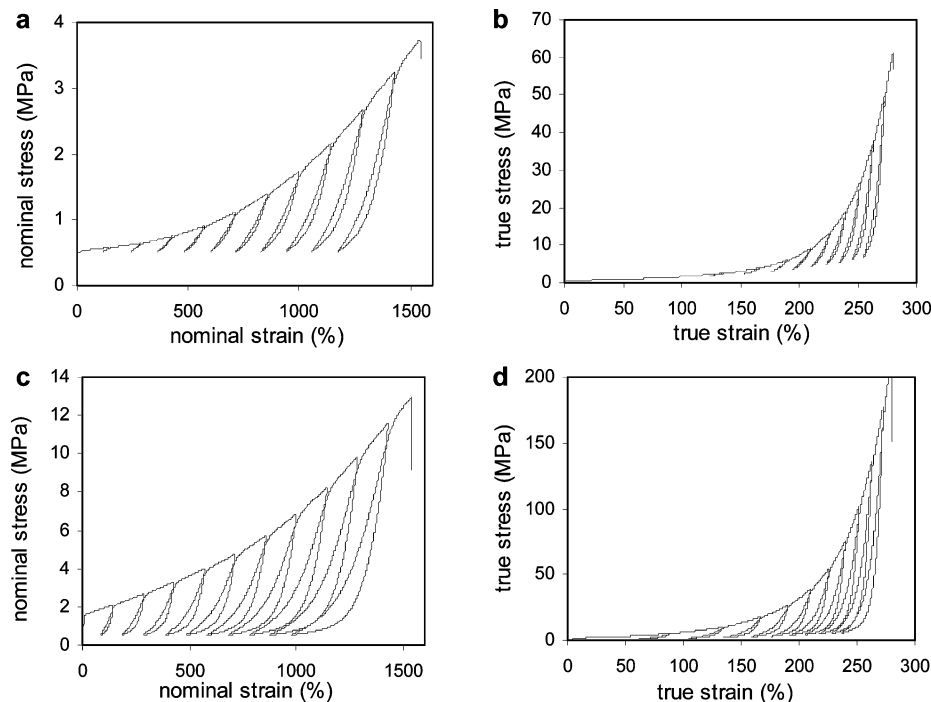 a
4
3
2
1
0
nominal stress (MPa)
0 500 1000 1500
nominal strain (%)
b
70
60
50
40
30
20
10
0
true stress (MPa)
0 50 100 150 200 250 300
true strain (%)
c
14
12
10
8
6
4
2
0
nominal stress (MPa)
0 500 1000 1500
nominal strain (%)
d
200
150
100
50
0
true stress (MPa)
0 50 100 150 200 250 300
true strain (%)